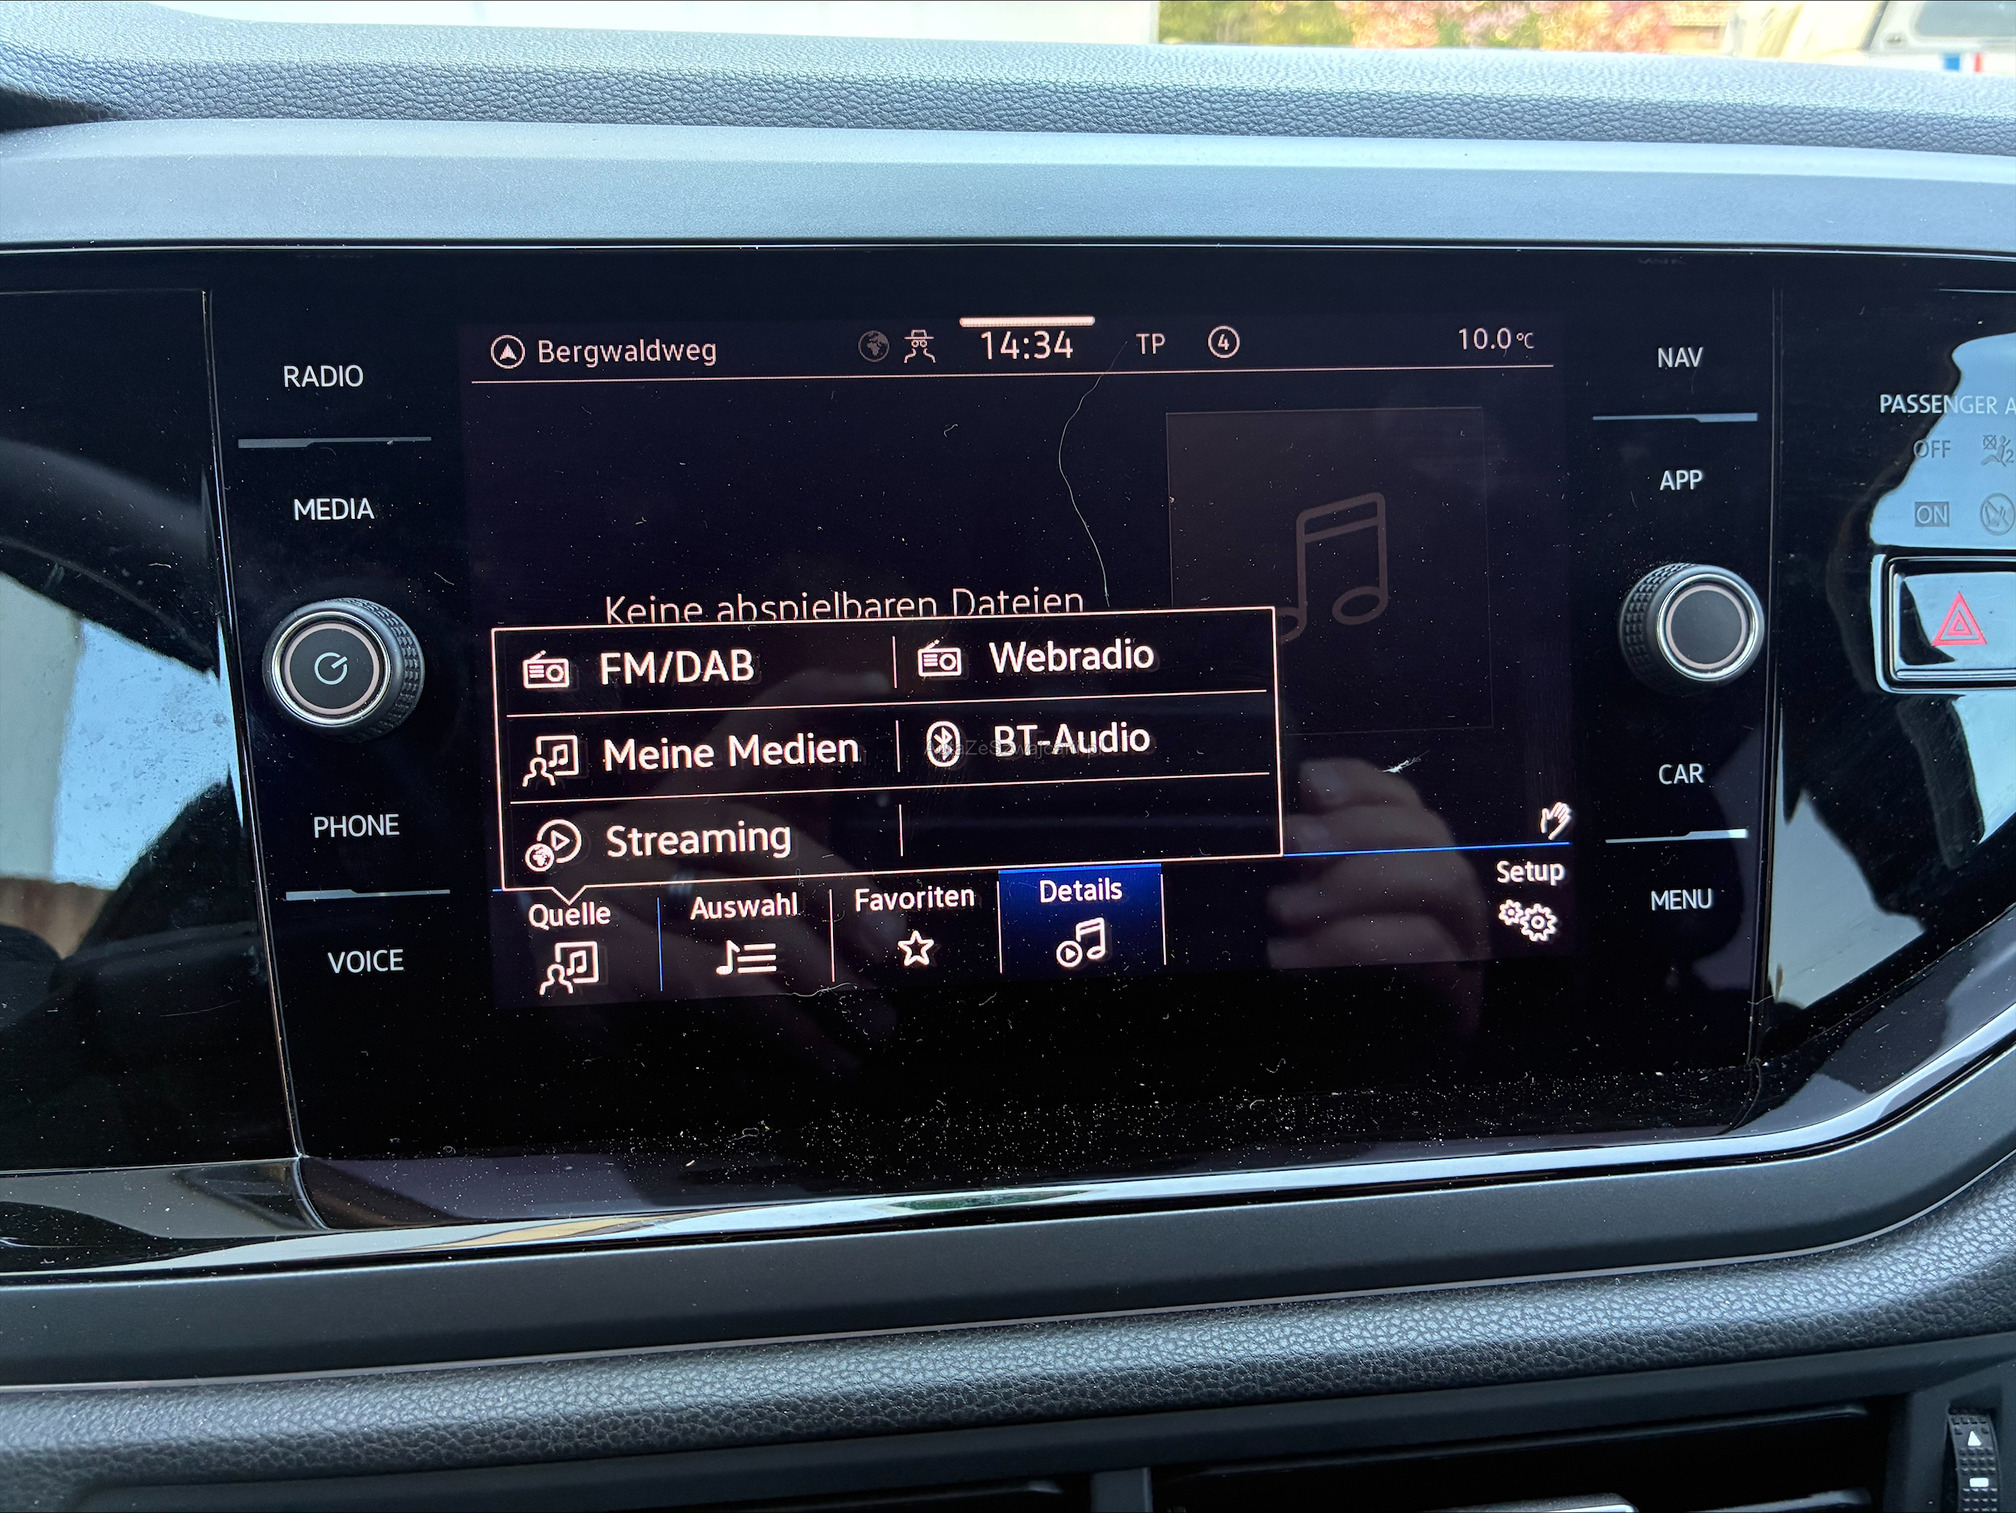 Bergwaldweg
14:34
TP
4
10.0°C
RADIO
MEDIA
PHONE
VOICE
Keine abspielbaren Dateien
FM/DAB
Webradio
Meine Medien
BT-Audio
Streaming
Quelle
Auswahl
Favoriten
Details
Setup
NAV
APP
CAR
MENU
PASSENGER A
OFF
ON